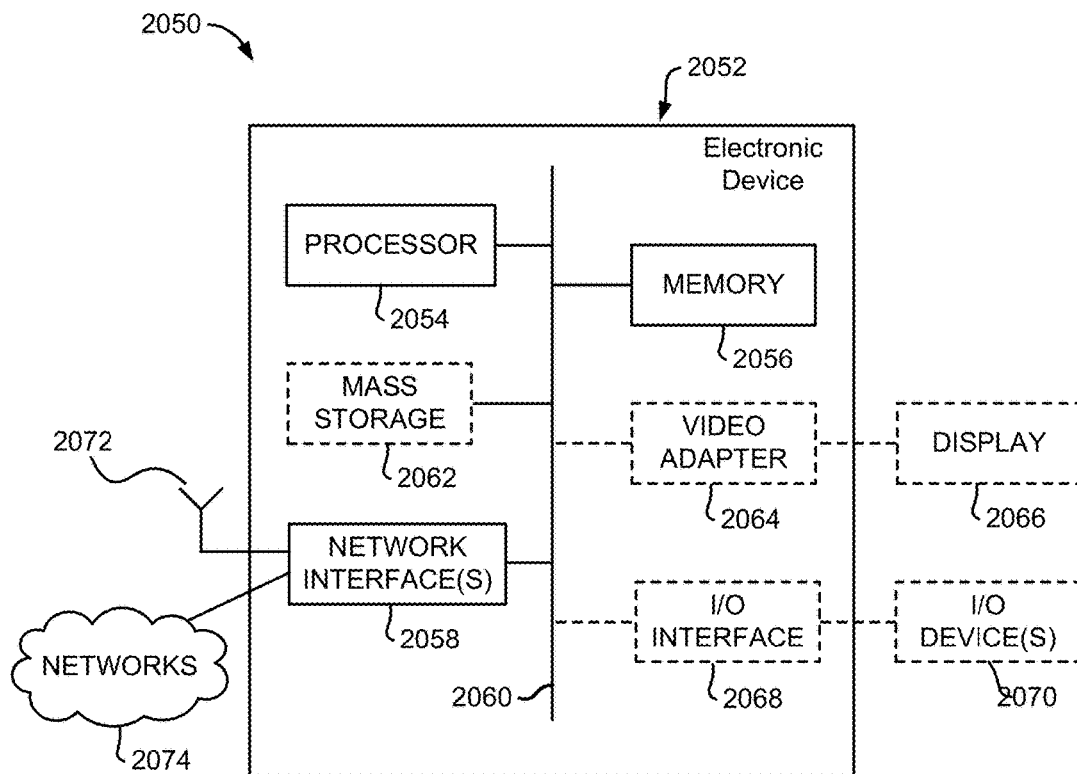 2050
2052
Electronic
Device
PROCESSOR
2054
MEMORY
2056
MASS
STORAGE
2062
2072
VIDEO
ADAPTER
2064
DISPLAY
2066
NETWORK
INTERFACE(S)
2058
I/O
INTERFACE
2068
I/O
DEVICE(S)
2070
NETWORKS
2074
2060